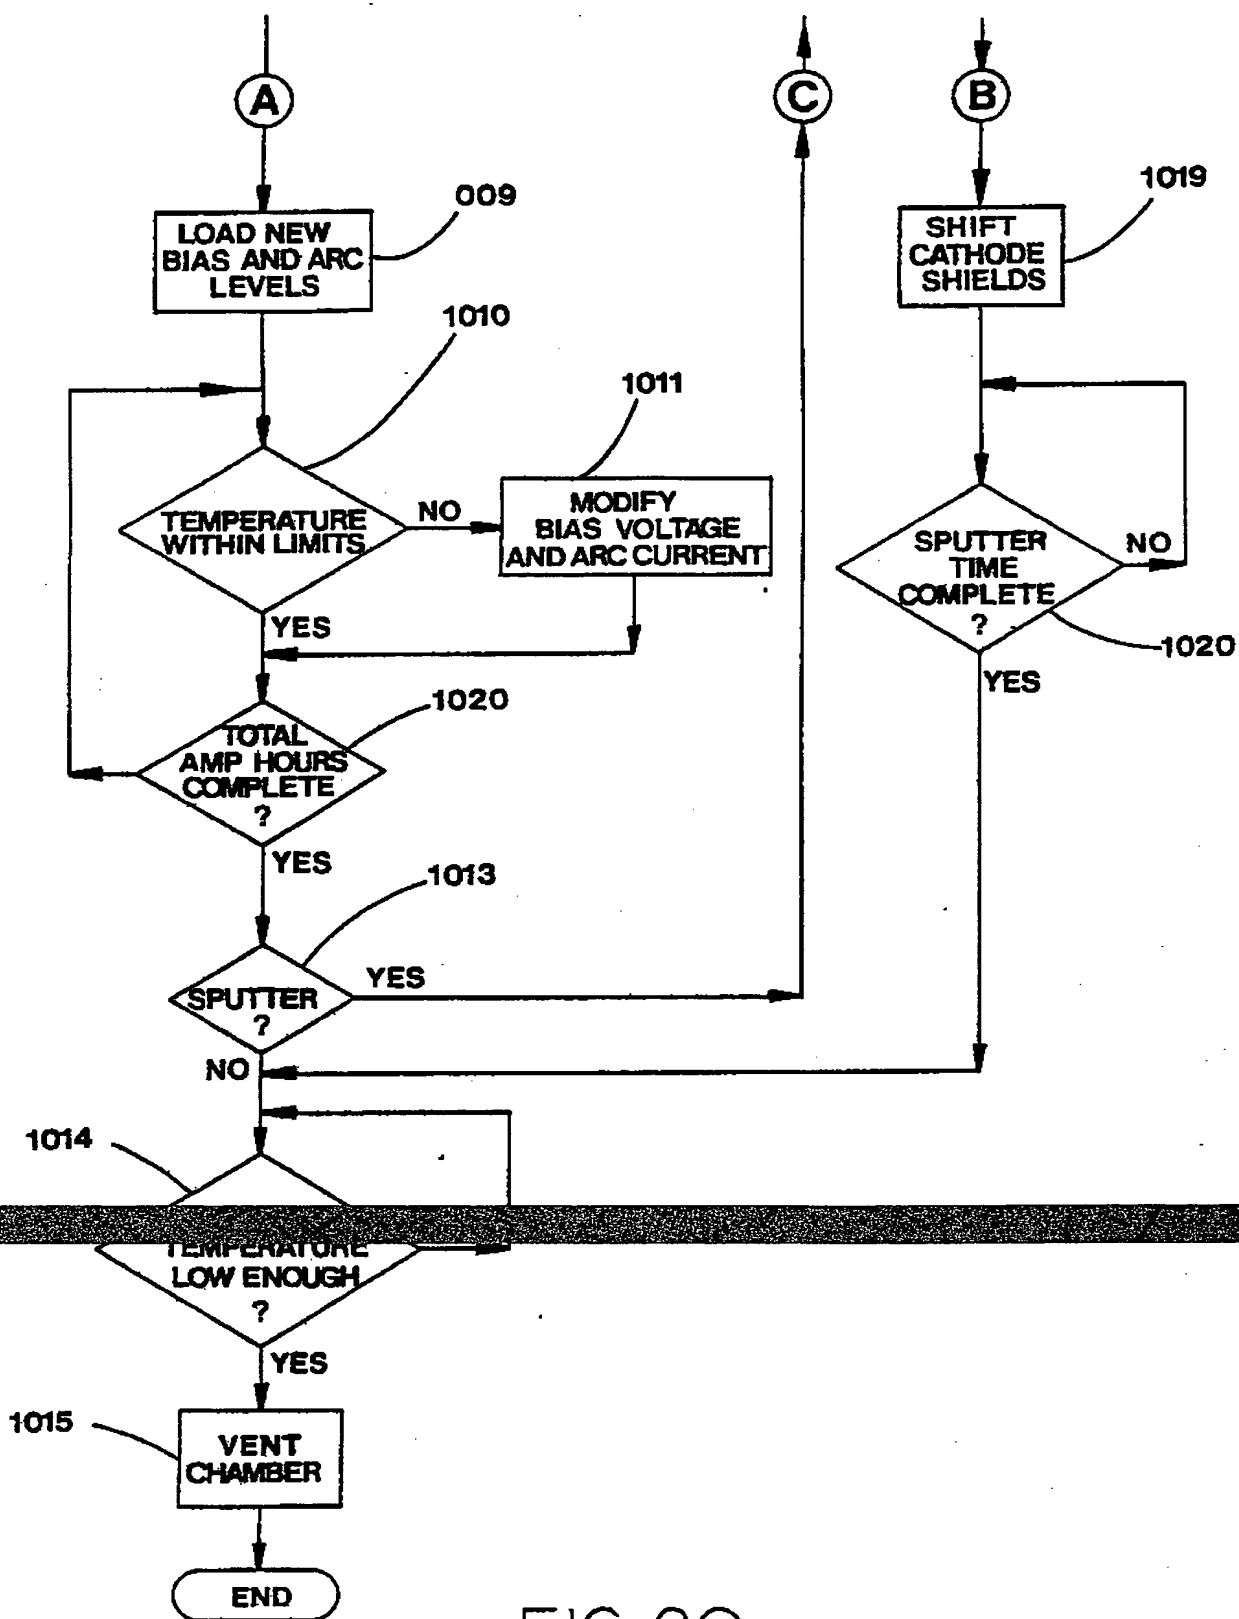 A
C
B
009
LOAD NEW
BIAS AND ARC
LEVELS
1019
SHIFT
CATHODE
SHIELDS
1010
1011
TEMPERATURE
WITHIN LIMITS
NO
MODIFY
BIAS VOLTAGE
AND ARC CURRENT
YES
SPUTTER
TIME
COMPLETE
?
NO
1020
YES
1020
TOTAL
AMP HOURS
COMPLETE
?
YES
1013
SPUTTER
?
YES
NO
1014
TEMPERATURE
LOW ENOUGH
?
YES
1015
VENT
CHAMBER
END